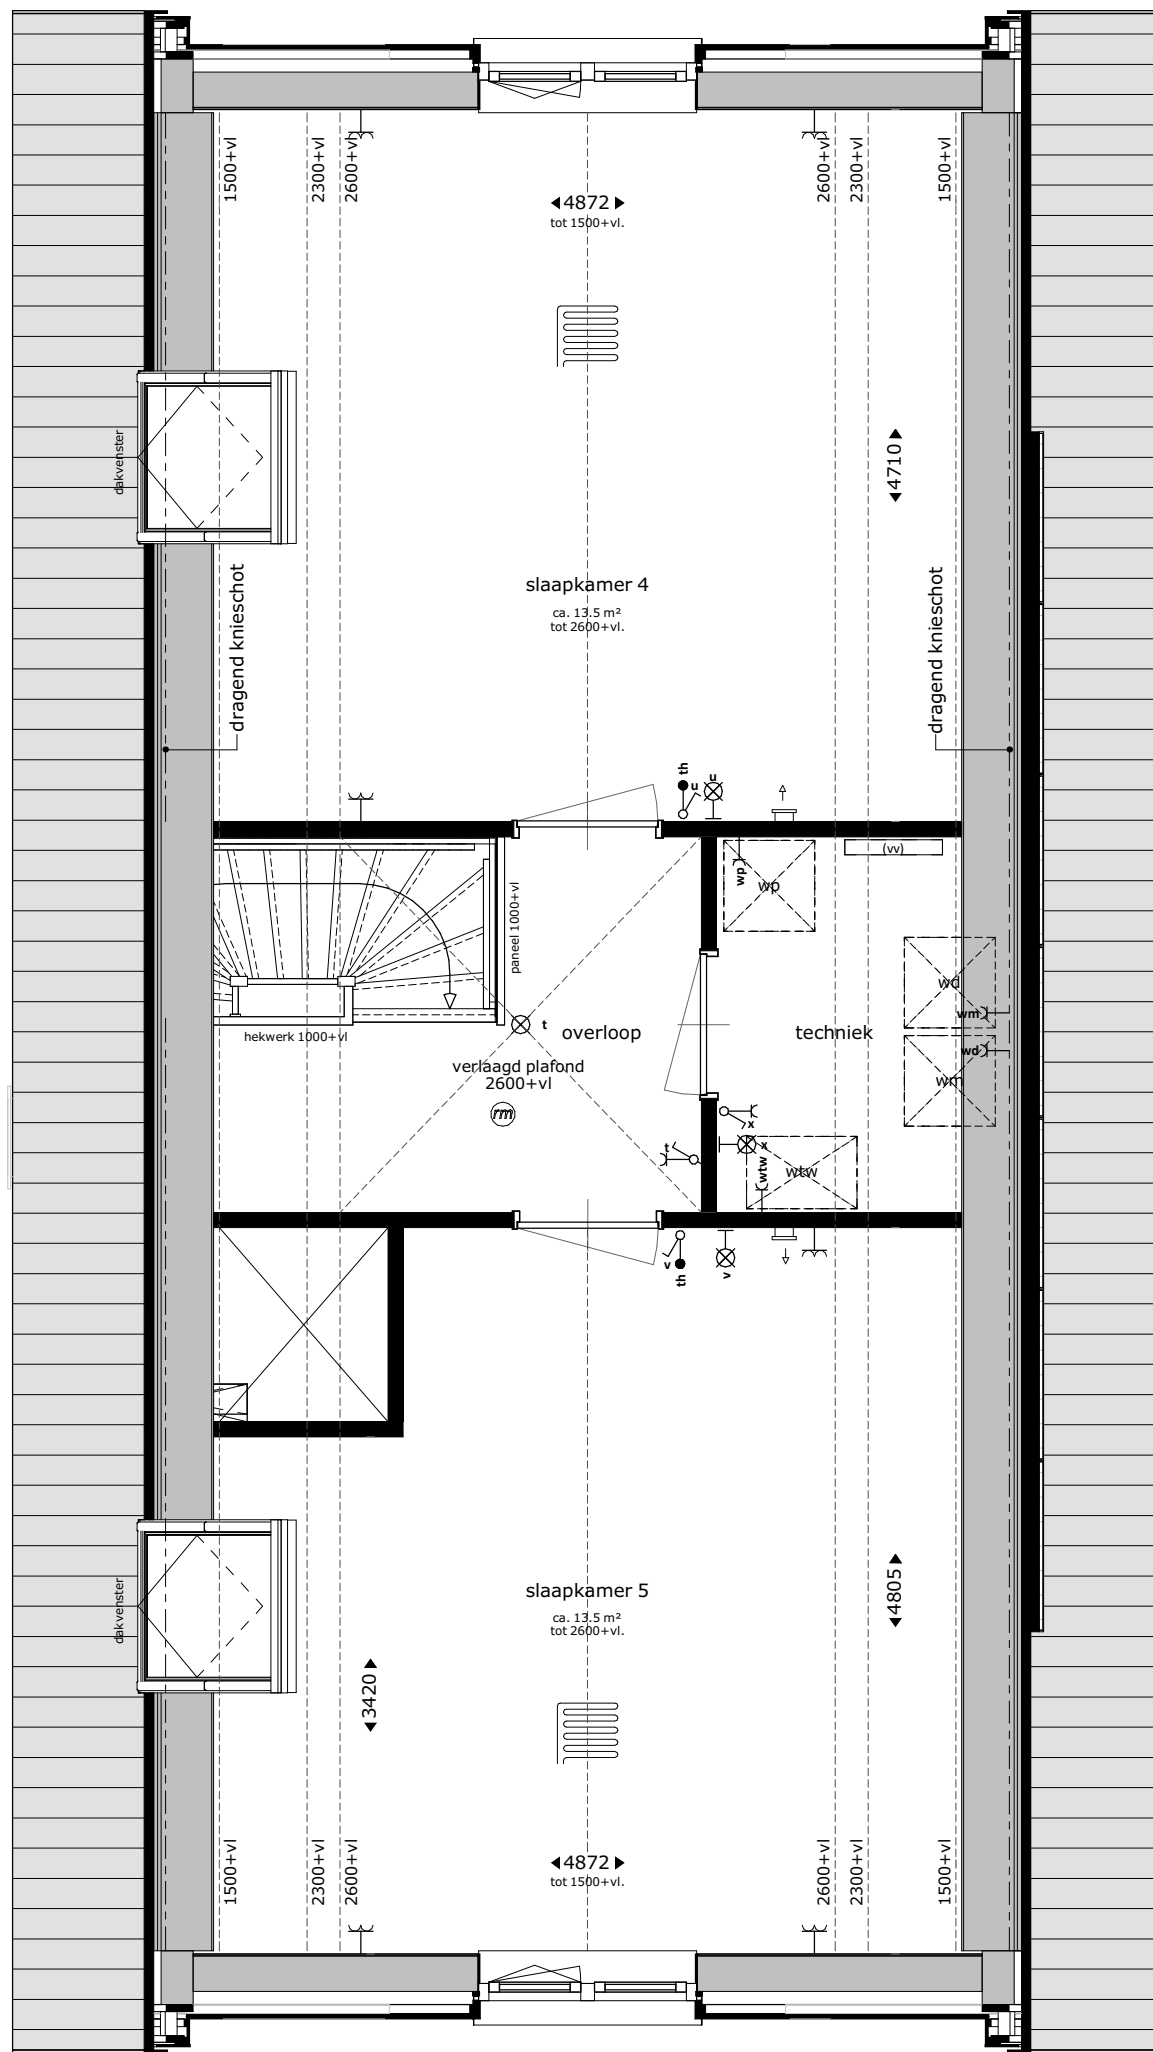 1500+vl
2300+vl
2600+vl
2600+vl
2300+vl
1500+vl
4872
tot 1500+vl.
dakvenster
4710
slaapkamer 4
ca. 13.5 m²
tot 2600+vl.
dragend knieschot
dragend knieschot
th
u
u
wp
wp
(vv)
paneel 1000+vl
wd
wm
hekwerk 1000+vl
t
overloop
techniek
verlaagd plafond
2600+vl
wd
wm
rm
x
t
x
wtw
wtw
v
th
v
dakvenster
slaapkamer 5
ca. 13.5 m²
tot 2600+vl.
4805
3420
1500+vl
2300+vl
2600+vl
4872
tot 1500+vl.
2600+vl
2300+vl
1500+vl